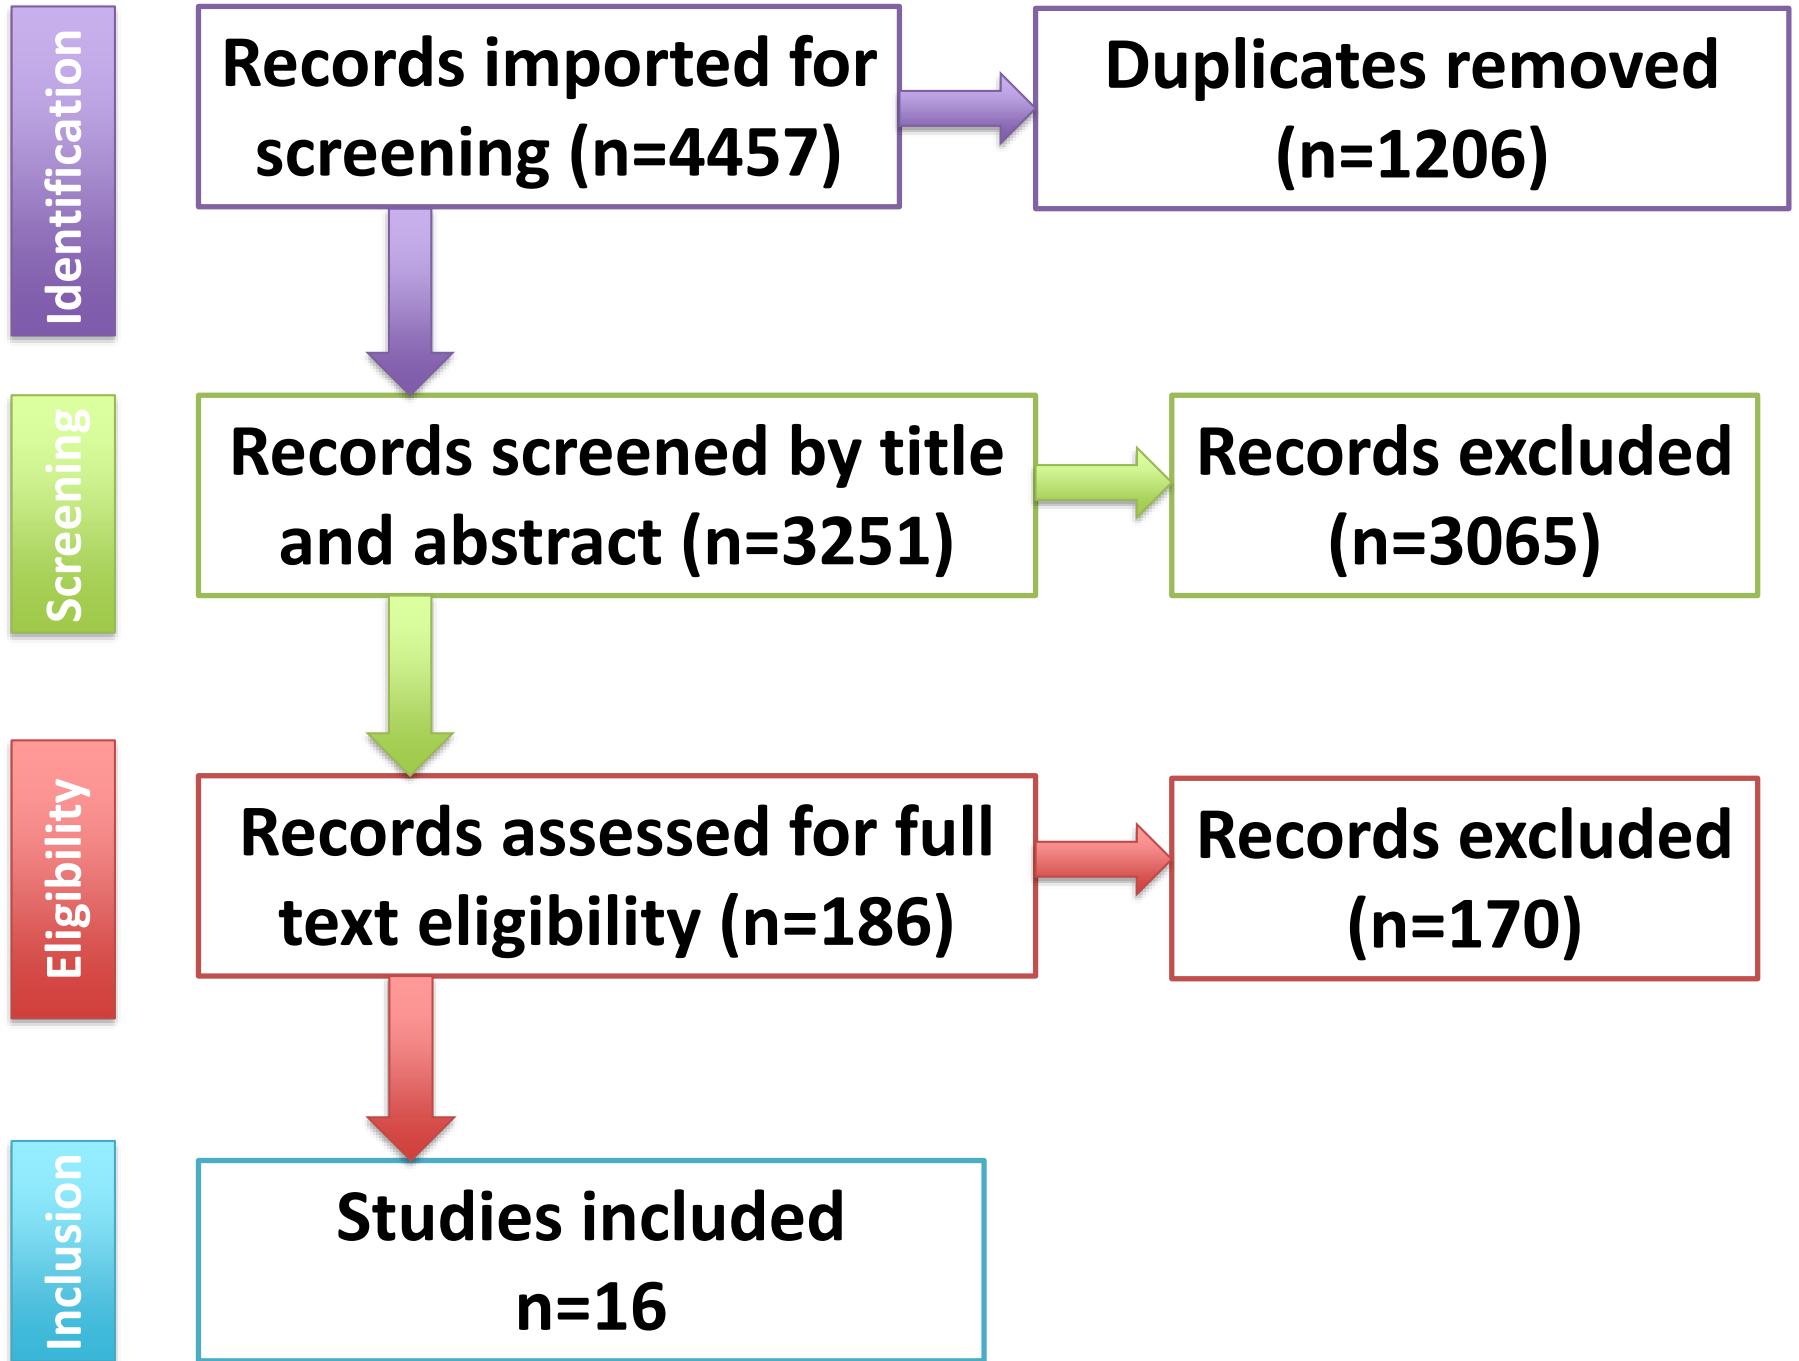 Identification
Records imported for
screening (n=4457)
Duplicates removed
(n=1206)
Screening
Records screened by title
and abstract (n=3251)
Records excluded
(n=3065)
Eligibility
Records assessed for full
text eligibility (n=186)
Records excluded
(n=170)
Inclusion
Studies included
n=16